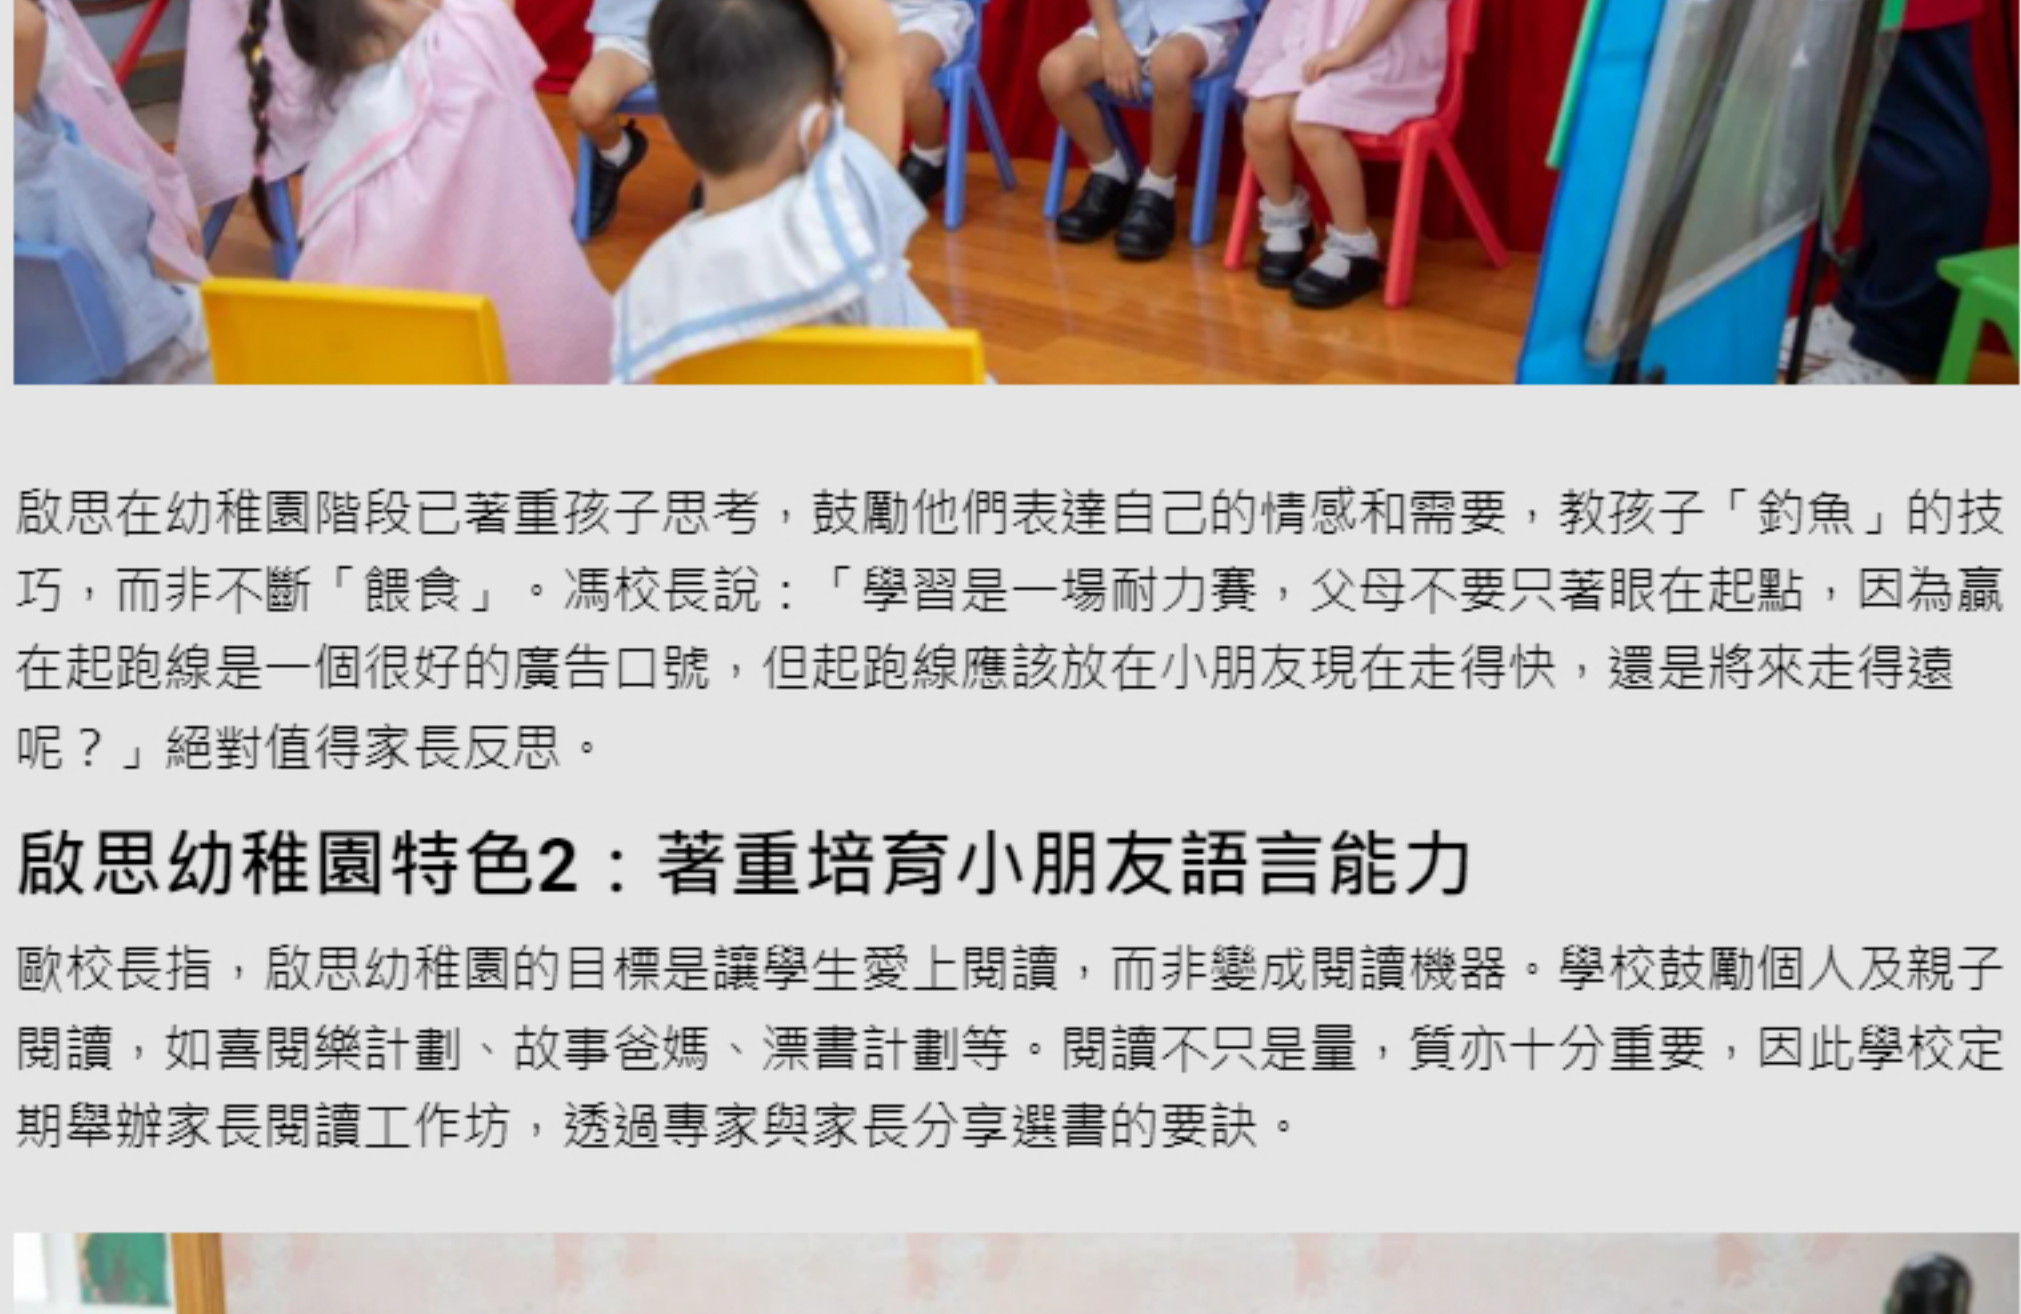 啟思在幼稚園階段已著重孩子思考，鼓勵他們表達自己的情感和需要，教孩子「釣魚」的技
巧，而非不斷「餵食」。馮校長說：「學習是一場耐力賽，父母不要只著眼在起點，因為贏
在起跑線是一個很好的廣告口號，但起跑線應該放在小朋友現在走得快，還是將來走得遠
呢？」絕對值得家長反思。
啟思幼稚園特色2：著重培育小朋友語言能力
歐校長指，啟思幼稚園的目標是讓學生愛上閱讀，而非變成閱讀機器。學校鼓勵個人及親子
閱讀，如喜閱樂計劃、故事爸媽、漂書計劃等。閱讀不只是量，質亦十分重要，因此學校定
期舉辦家長閱讀工作坊，透過專家與家長分享選書的要訣。